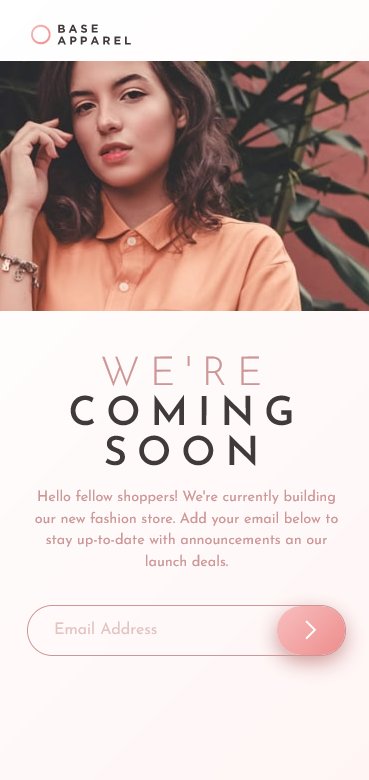 BASE
APPAREL
WE'RE
COMING
SOON
Hello fellow shoppers! We're currently building
our new fashion store. Add your email below to
stay up-to-date with announcements an our
launch deals.
Email Address